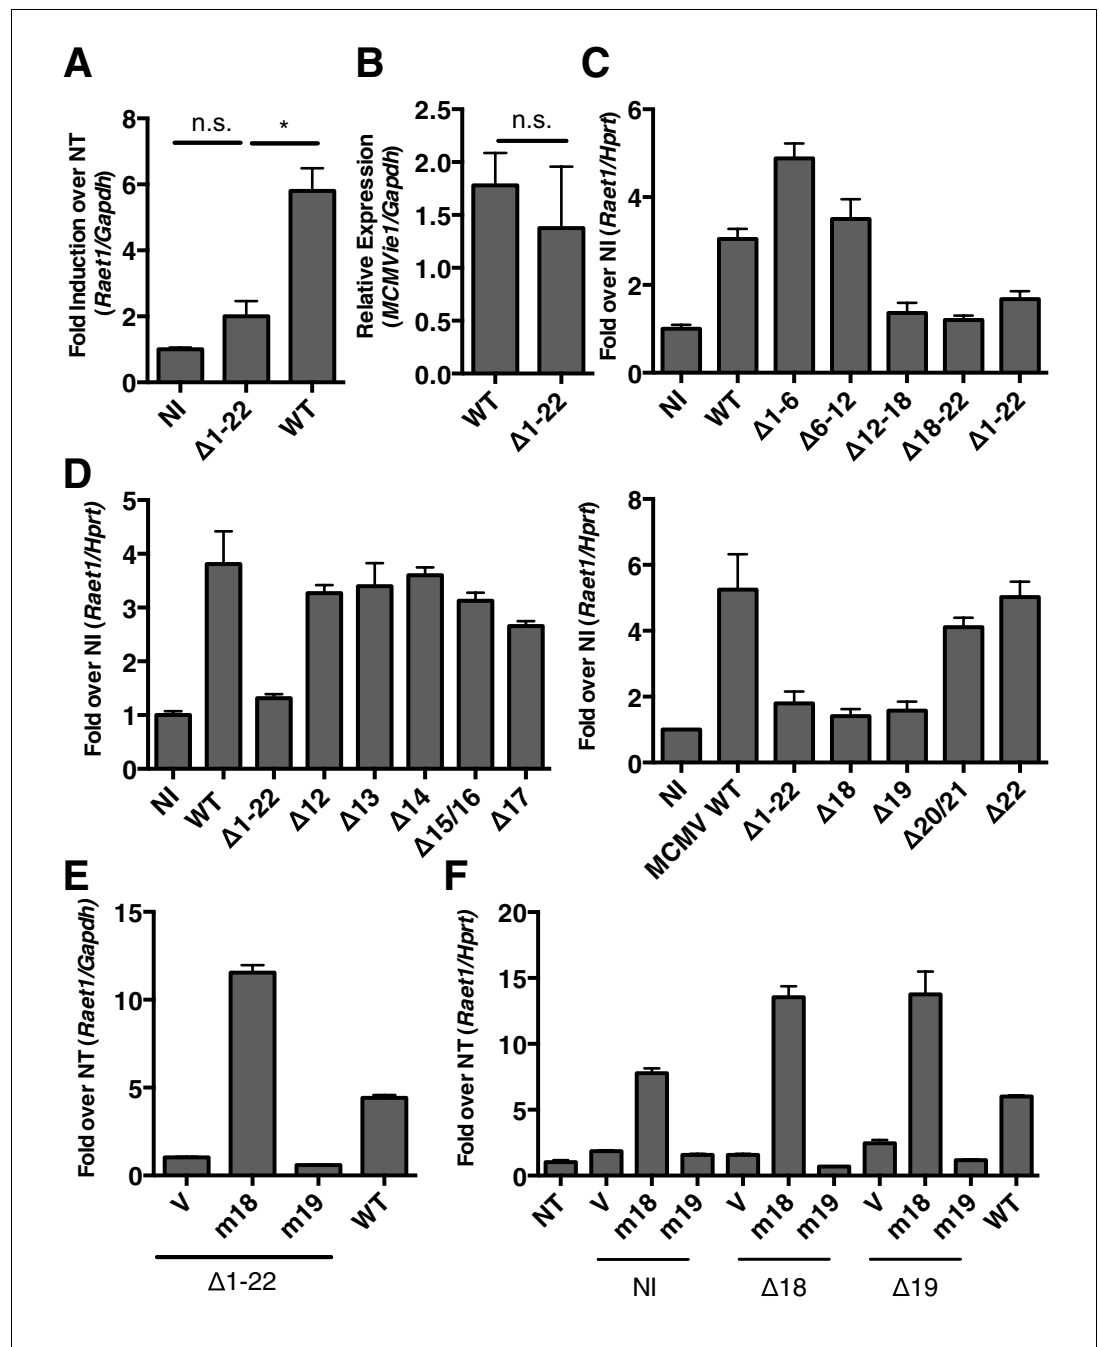 A
Fold Induction over NT
(Raet1/Gapdh)
8
6
4
2
0
n.s.
*
NI
Δ1-22
WT
B
Relative Expression
(MCMVie1/Gapdh)
2.5
2.0
1.5
1.0
0.5
0.0
n.s.
WT
Δ1-22
C
Fold over NI (Raet1/Hprt)
6
4
2
0
NI
WT
Δ1-6
Δ6-12
Δ12-18
Δ18-22
Δ1-22
D
Fold over NI (Raet1/Hprt)
5
4
3
2
1
0
NI
WT
Δ1-22
Δ12
Δ13
Δ14
Δ15/16
Δ17
Fold over NI (Raet1/Hprt)
8
6
4
2
0
NI
MCMV WT
Δ1-22
Δ18
Δ19
Δ20/21
Δ22
E
Fold over NT (Raet1/Gapdh)
15
10
5
0
V
m18
m19
WT
Δ1-22
F
Fold over NT (Raet1/Hprt)
20
15
10
5
0
NT
V
m18
m19
V
m18
m19
V
m18
m19
WT
NI
Δ18
Δ19